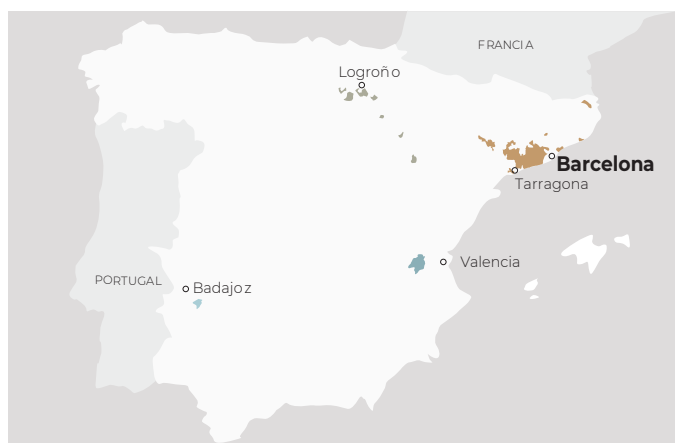 FRANCIA
Logroño
Barcelona
Tarragona
Valencia
PORTUGAL
Badajoz